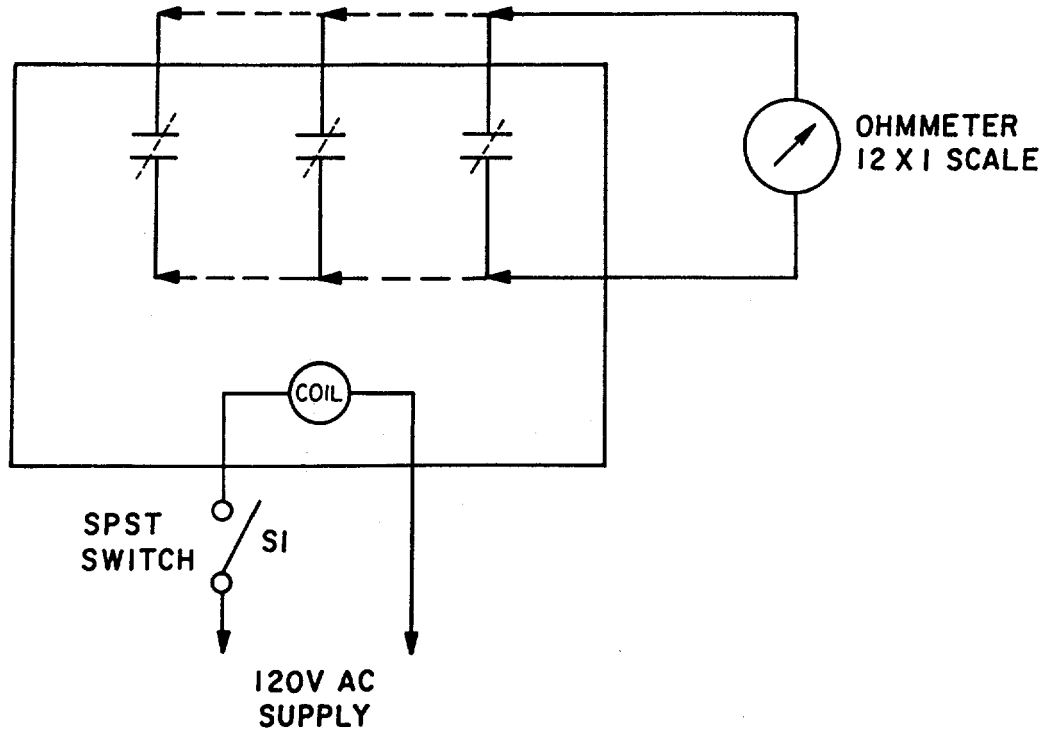 OHMMETER
12 X 1 SCALE
COIL
SPST
SWITCH
S1
120V AC
SUPPLY